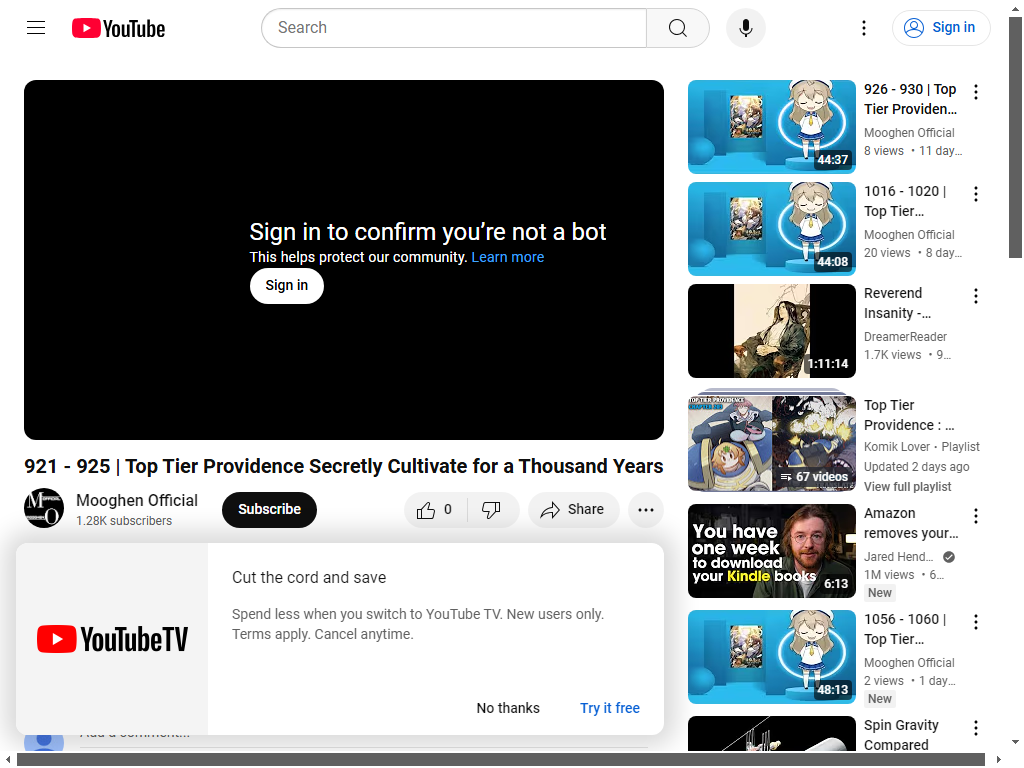 YouTube
Search
Sign in
Sign in to confirm you’re not a bot
This helps protect our community. Learn more
Sign in
921 - 925 | Top Tier Providence Secretly Cultivate for a Thousand Years
Mooghen Official
1.28K subscribers
Subscribe
0
Share
Cut the cord and save
Spend less when you switch to YouTube TV. New users only.
Terms apply. Cancel anytime.
YouTubeTV
No thanks
Try it free
Add a comment...
44:37
926 - 930 | Top
Tier Providen...
Mooghen Official
8 views • 11 day...
44:08
1016 - 1020 |
Top Tier...
Mooghen Official
20 views • 8 day...
1:11:14
Reverend
Insanity -...
DreamerReader
1.7K views • 9...
TOP TIER PROVIDENCE
67 videos
Top Tier
Providence : ...
Komik Lover • Playlist
Updated 2 days ago
View full playlist
You have
one week
to download
your Kindle books
6:13
Amazon
removes your...
Jared Hend...
1M views • 6...
New
48:13
1056 - 1060 |
Top Tier...
Mooghen Official
2 views • 1 day...
New
Spin Gravity
Compared